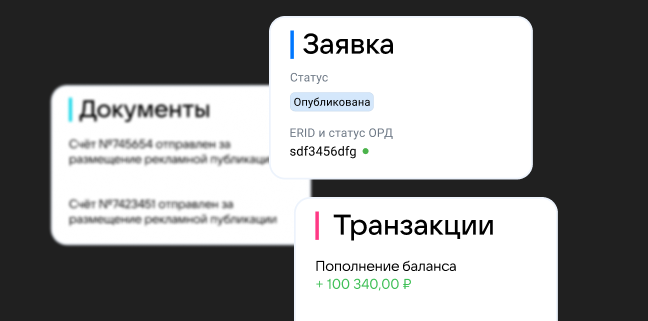 Заявка
Статус
Опубликована
ERID и статус ОРД
sdf3456dfg
Документы
Счёт №745654 отправлен за
размещение рекламной публикации
Счёт №7423451 отправлен за
размещение рекламной публикации
Транзакции
Пополнение баланса
+ 100 340,00 ₽